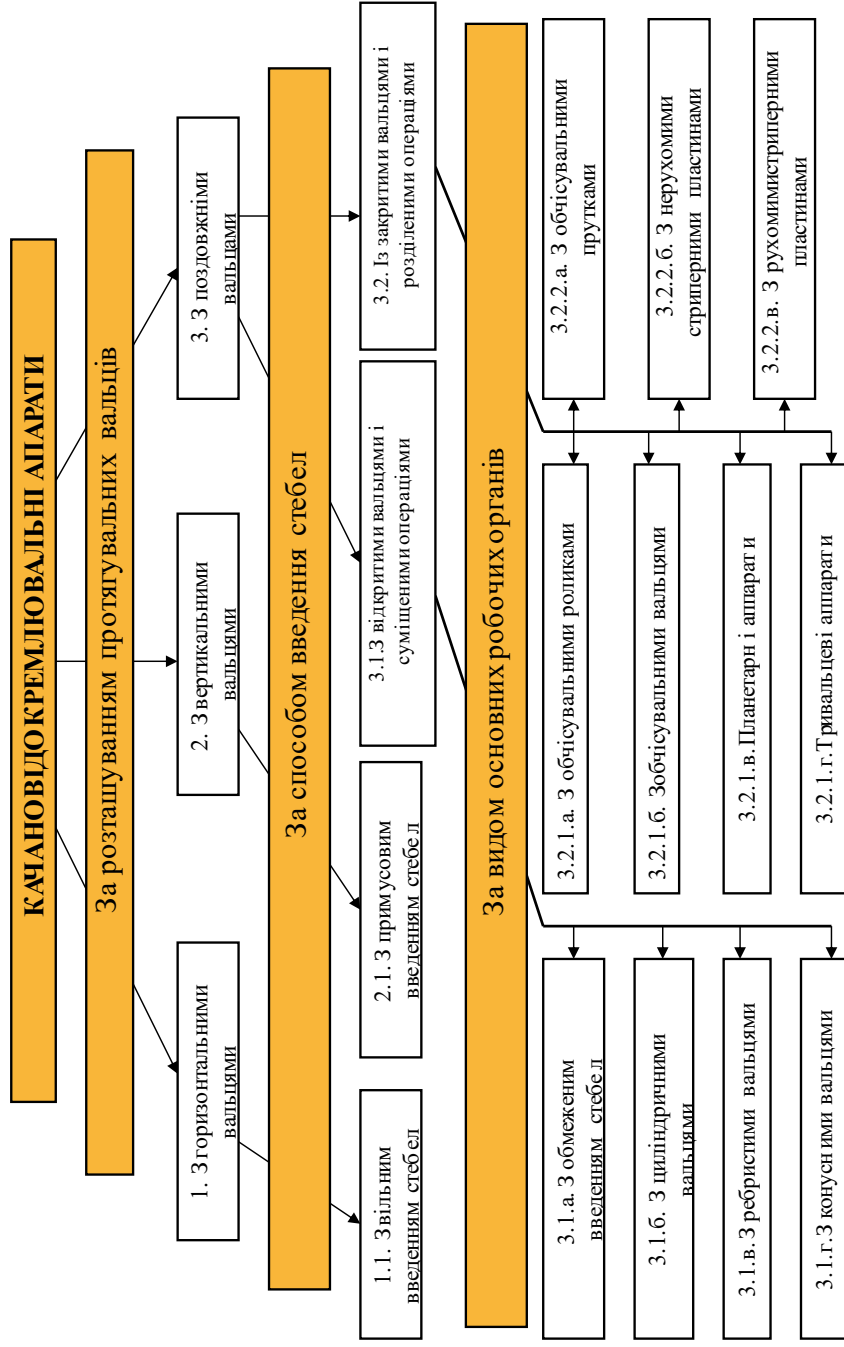 КАЧАНОВІДОКРЕМЛЮВАЛЬНІ АПАРАТИ
За розташуванням протягувальних вальців
1. З горизонтальними
вальцями
2. З вертикальними
вальцями
3. З поздовжніми
вальцами
За способом введення стебел
1.1. З вільним
введенням стебел
2.1. З примусовим
введенням стебел
3.1.З відкритими вальцями і
суміщеними операціями
3.2. Із закритими вальцями і
розділеними операціями
За видом основних робочих органів
3.1.а. З обмеженим
введенням стебел
3.1.б. З циліндричними
вальцями
3.1.в. З ребристими вальцями
3.1.г. З конусними вальцями
3.2.1.а. З обчісувальними роликами
3.2.1.б. Зобчісувальними вальцями
3.2.1.в. Планетарні аппарати
3.2.1.г. Тривальцеві аппарати
3.2.2.а. З обчісувальними
прутками
3.2.2.б. З нерухомими
стриперними пластинами
3.2.2.в. З рухомимистриперними
пластинами